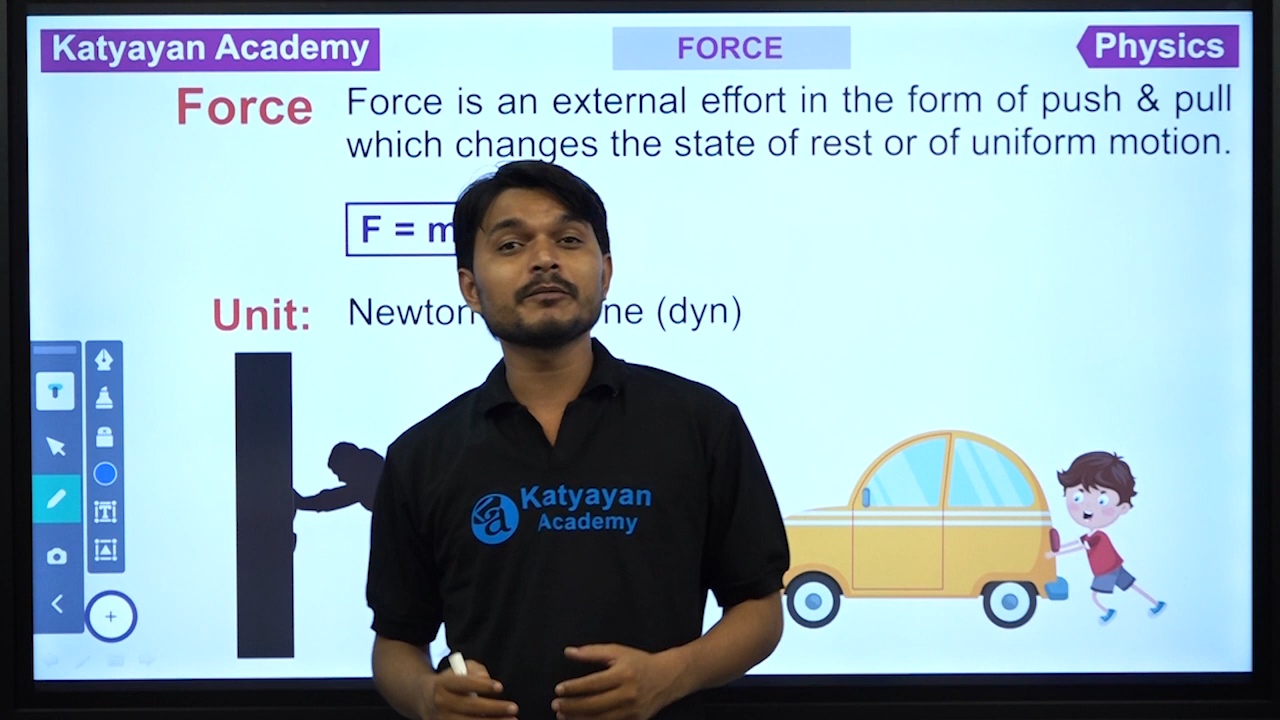 Katyayan Academy
FORCE
Physics
Force
Force is an external effort in the form of push & pull
which changes the state of rest or of uniform motion.
F = m
Unit:
Newton (dyn)
Katyayan
Academy